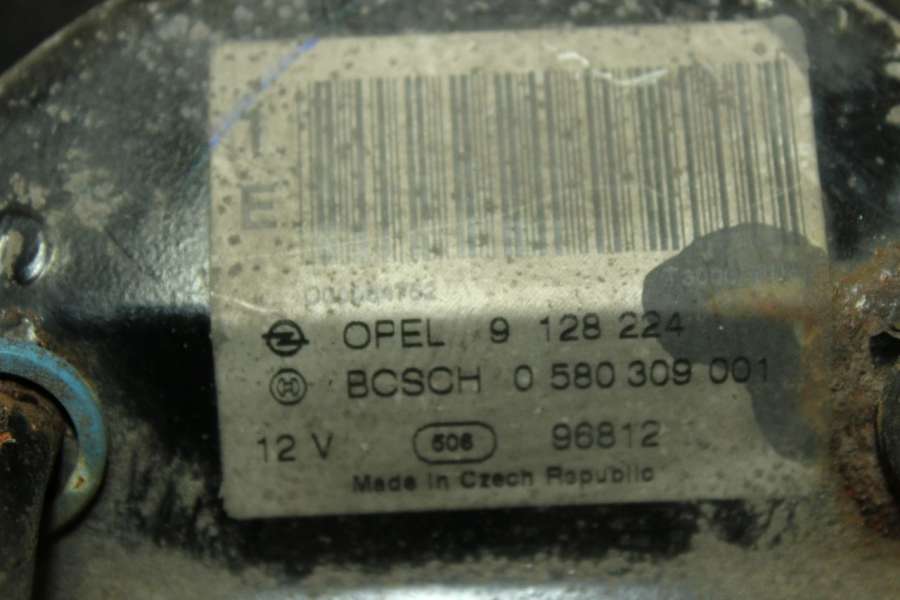 T
E
OPEL 9 128 224
BOSCH 0 580 309 001
12 V 506 96812
Made in Czech Republic